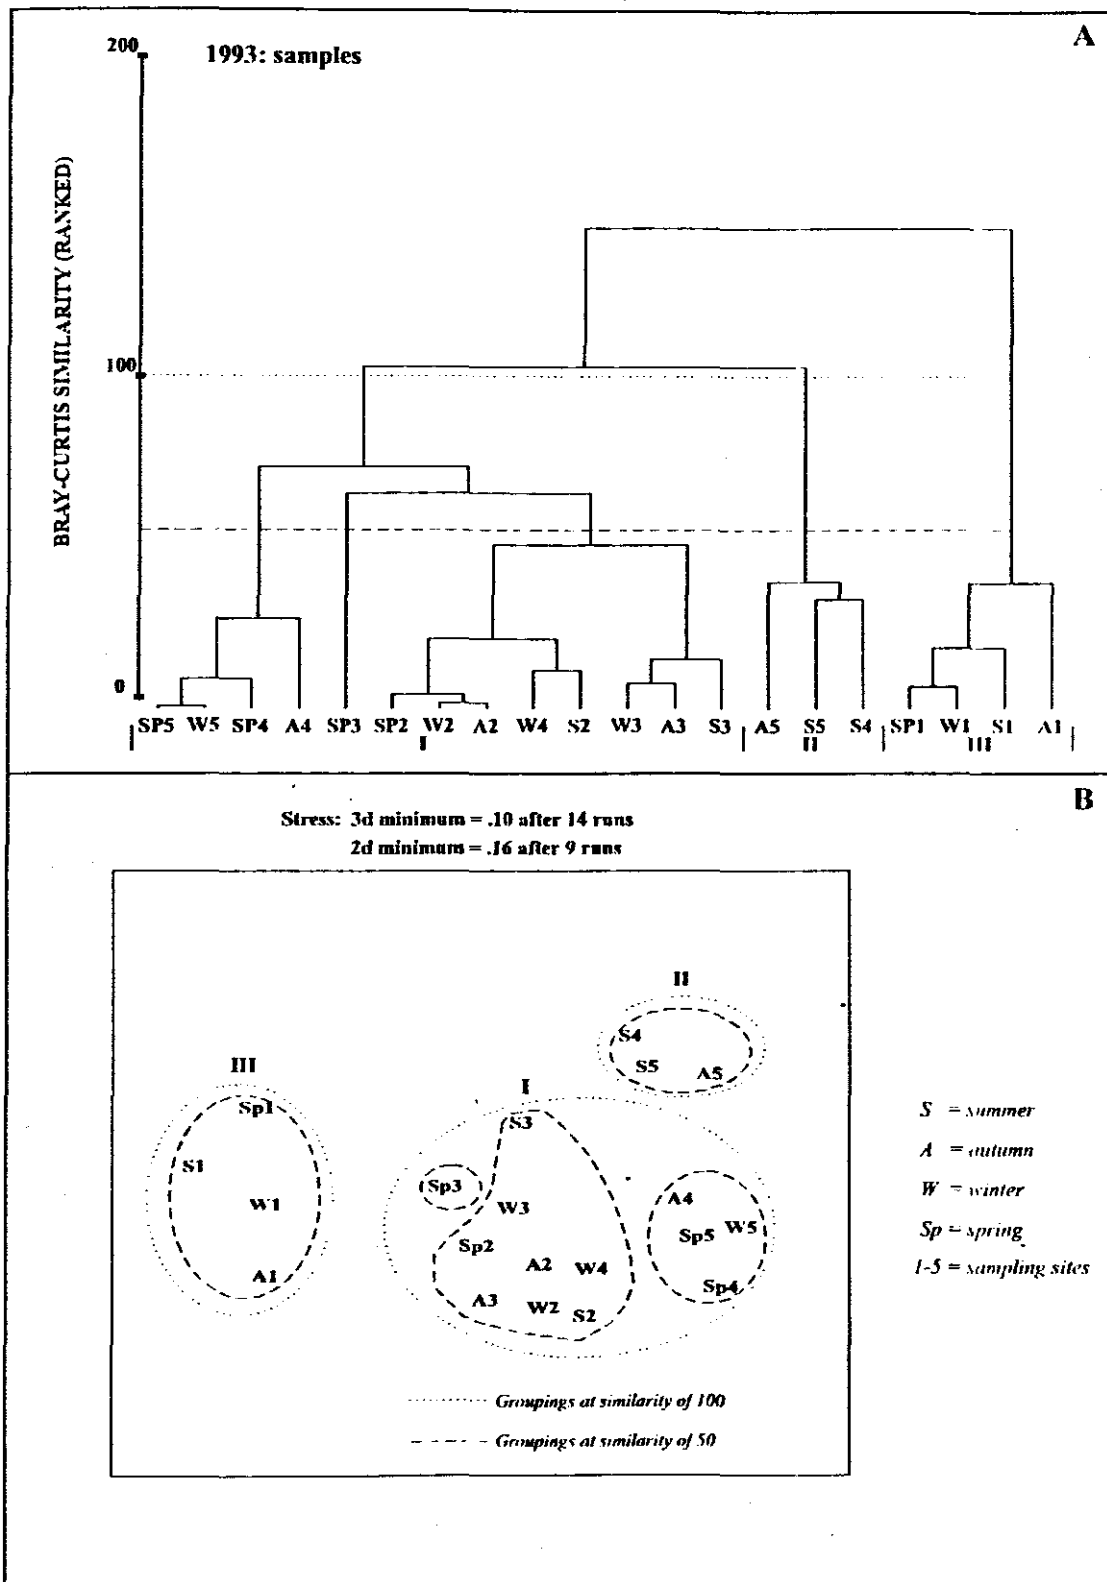 A
200
1993: samples
BRAY-CURTIS SIMILARITY (RANKED)
100
0
SP5 W5 SP4 A4 SP3 SP2 W2 A2 W4 S2 W3 A3 S3 A5 S5 S4 SP1 W1 S1 A1
I II III
B
Stress: 3d minimum = .10 after 14 runs
2d minimum = .16 after 9 runs
II
S4
S5 A5
III
I
Sp1
S3
S1
Sp3
W1
W3
A4
Sp2
Sp5 W5
A2 W4
A1
Sp4
A3 W2 S2
S = summer
A = autumn
W = winter
Sp = spring
1-5 = sampling sites
Groupings at similarity of 100
Groupings at similarity of 50